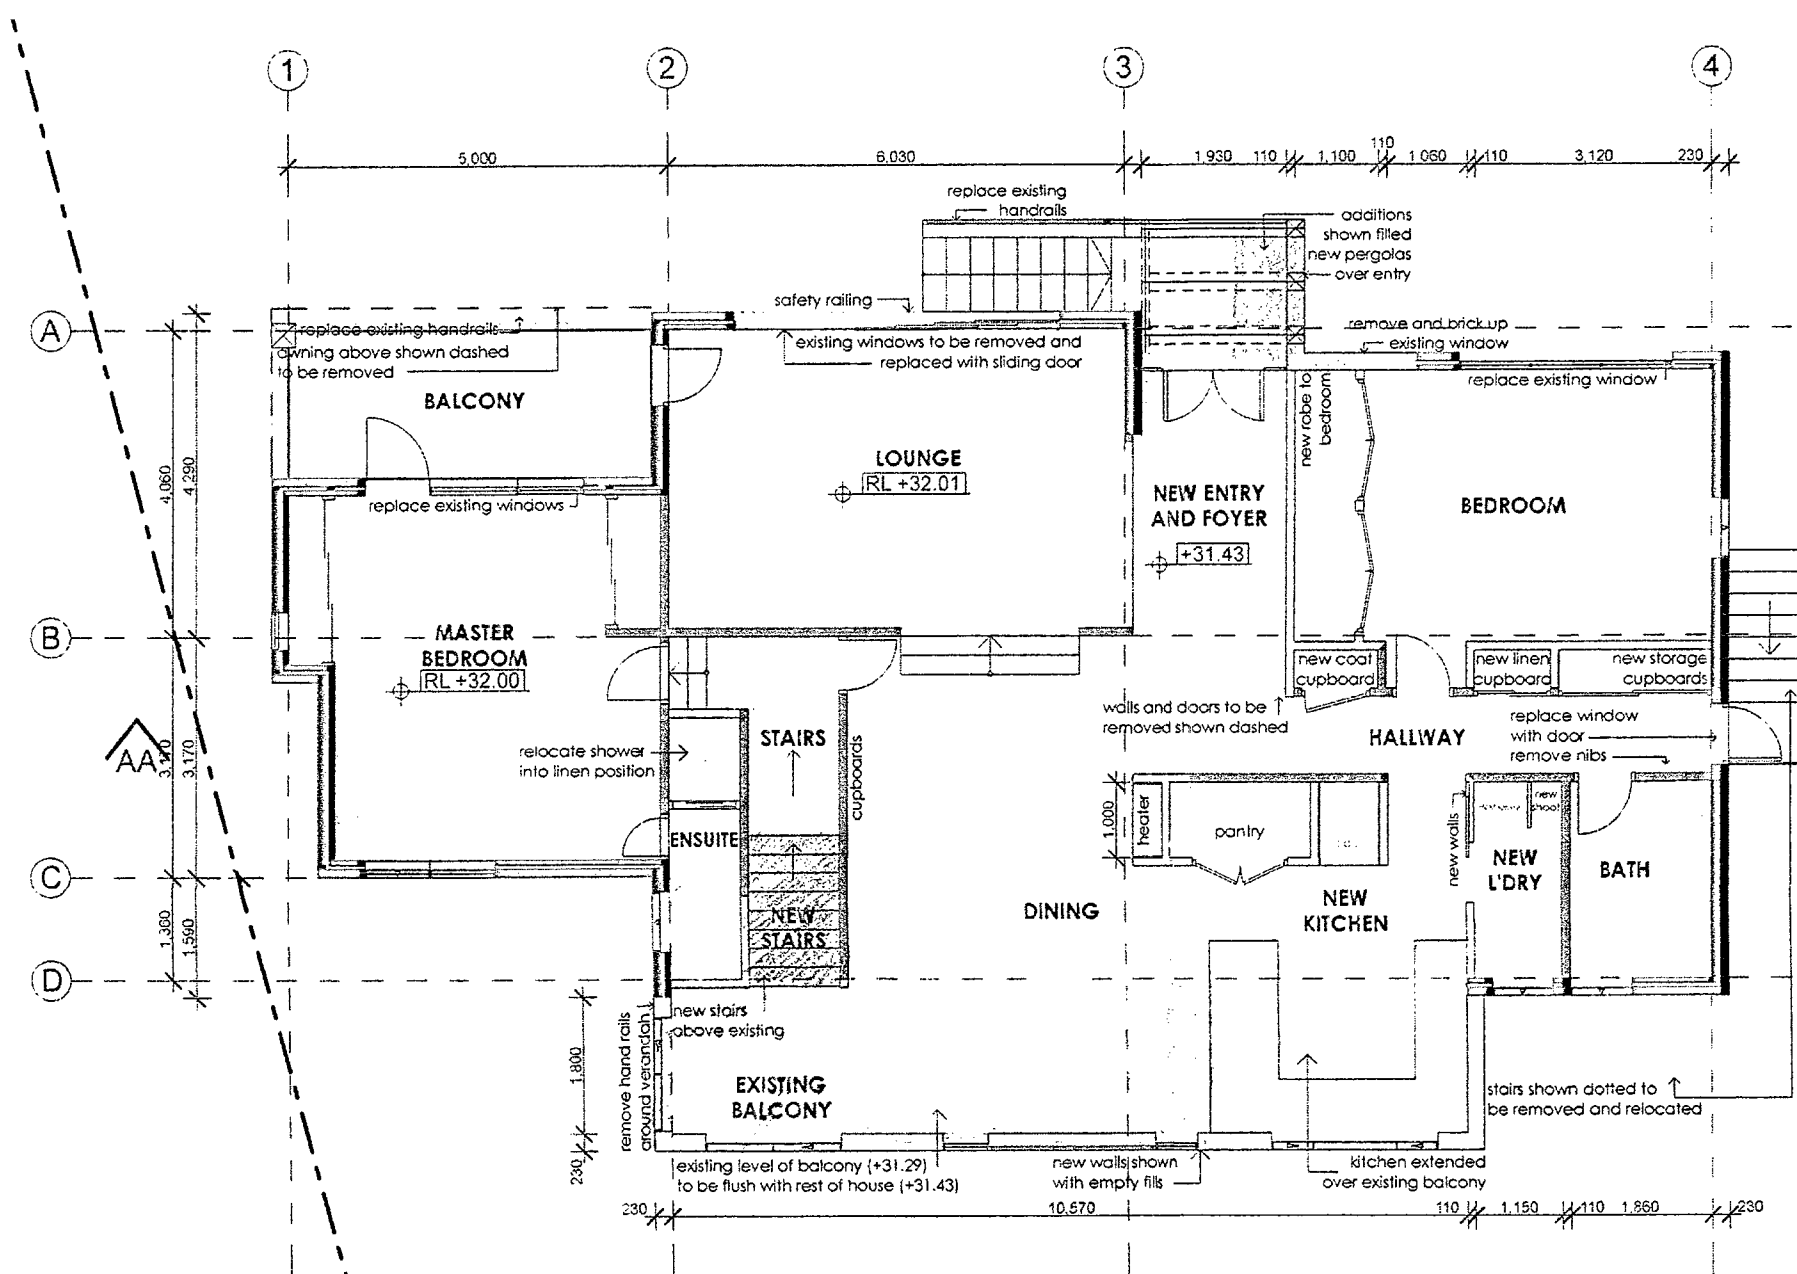 1
2
3
4
5,000
6,030
1,930
110
1,100
110
1,060
110
3,120
230
replace existing
handrails
additions
shown filled
new pergolas
over entry
safety railing
A
replace existing handrails
awning above shown dashed
to be removed
existing windows to be removed and
replaced with sliding door
remove and brick up
existing window
replace existing window
BALCONY
new robe to
bedroom
LOUNGE
RL +32.01
4,060
4,290
replace existing windows
NEW ENTRY
AND FOYER
+31.43
BEDROOM
B
MASTER
BEDROOM
RL +32.00
new coat
cupboard
new linen
cupboard
new storage
cupboards
walls and doors to be
removed shown dashed
replace window
with door
remove nibs
HALLWAY
AA
3,170
3,170
relocate shower
into linen position
STAIRS
cupboards
1,000
heater
pantry
new walls
new
shoot
ENSUITE
NEW
L'DRY
BATH
C
DINING
NEW
KITCHEN
NEW
STAIRS
1,360
1,590
D
new stairs
above existing
remove hand rails
around verandah
1,800
230
EXISTING
BALCONY
stairs shown dotted to
be removed and relocated
existing level of balcony (+31.29)
to be flush with rest of house (+31.43)
new walls shown
with empty fills
kitchen extended
over existing balcony
230
10,570
110
1,150
110
1,860
230